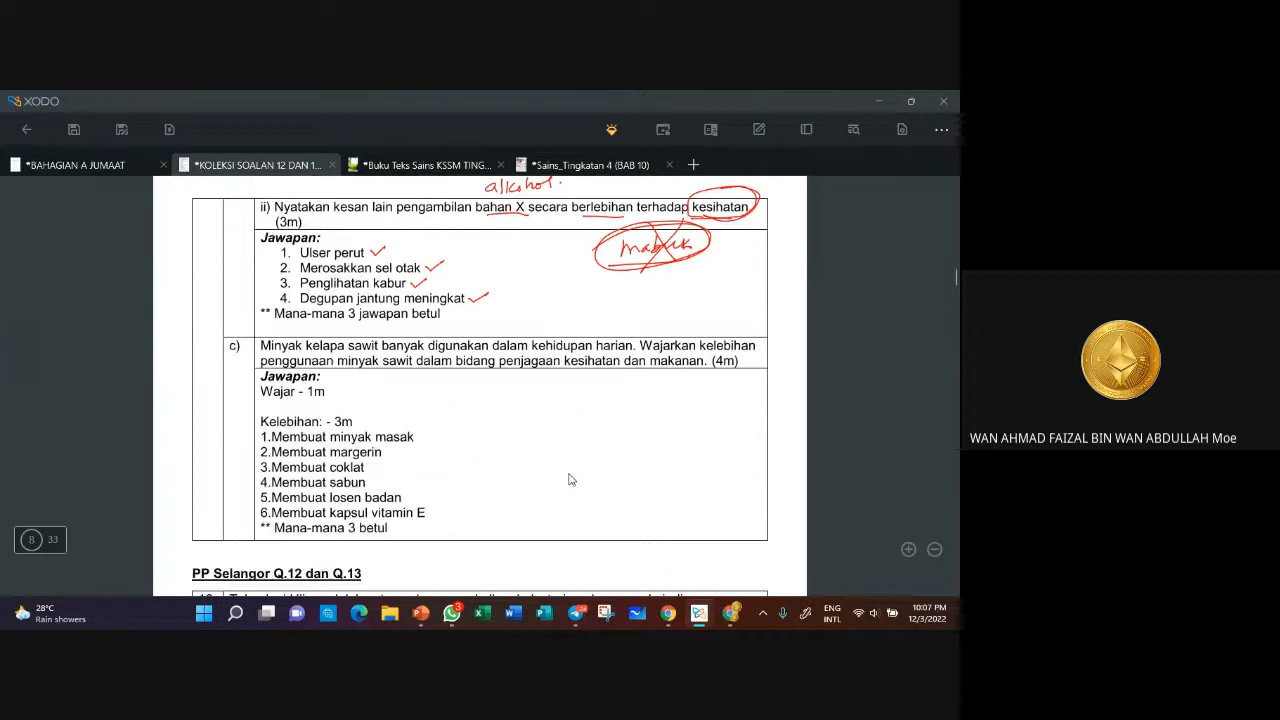 XODO
*BAHAGIAN A JUMAAT
*KOLEKSI SOALAN 12 DAN 1...
*Buku Teks Sains KSSM TING...
*Sains_Tingkatan 4 (BAB 10)
alkohol.
ii) Nyatakan kesan lain pengambilan bahan X secara berlebihan terhadap kesihatan
(3m)
Jawapan:
mabuk
1. Ulser perut
2. Merosakkan sel otak
3. Penglihatan kabur
4. Degupan jantung meningkat
** Mana-mana 3 jawapan betul
c) Minyak kelapa sawit banyak digunakan dalam kehidupan harian. Wajarkan kelebihan
penggunaan minyak sawit dalam bidang penjagaan kesihatan dan makanan. (4m)
Jawapan:
Wajar - 1m
Kelebihan: - 3m
1.Membuat minyak masak
2.Membuat margerin
3.Membuat coklat
4.Membuat sabun
5.Membuat losen badan
6.Membuat kapsul vitamin E
** Mana-mana 3 betul
PP Selangor Q.12 dan Q.13
8 33
WAN AHMAD FAIZAL BIN WAN ABDULLAH Moe
28°C
Rain showers
3
ENG
INTL
10:07 PM
12/3/2022